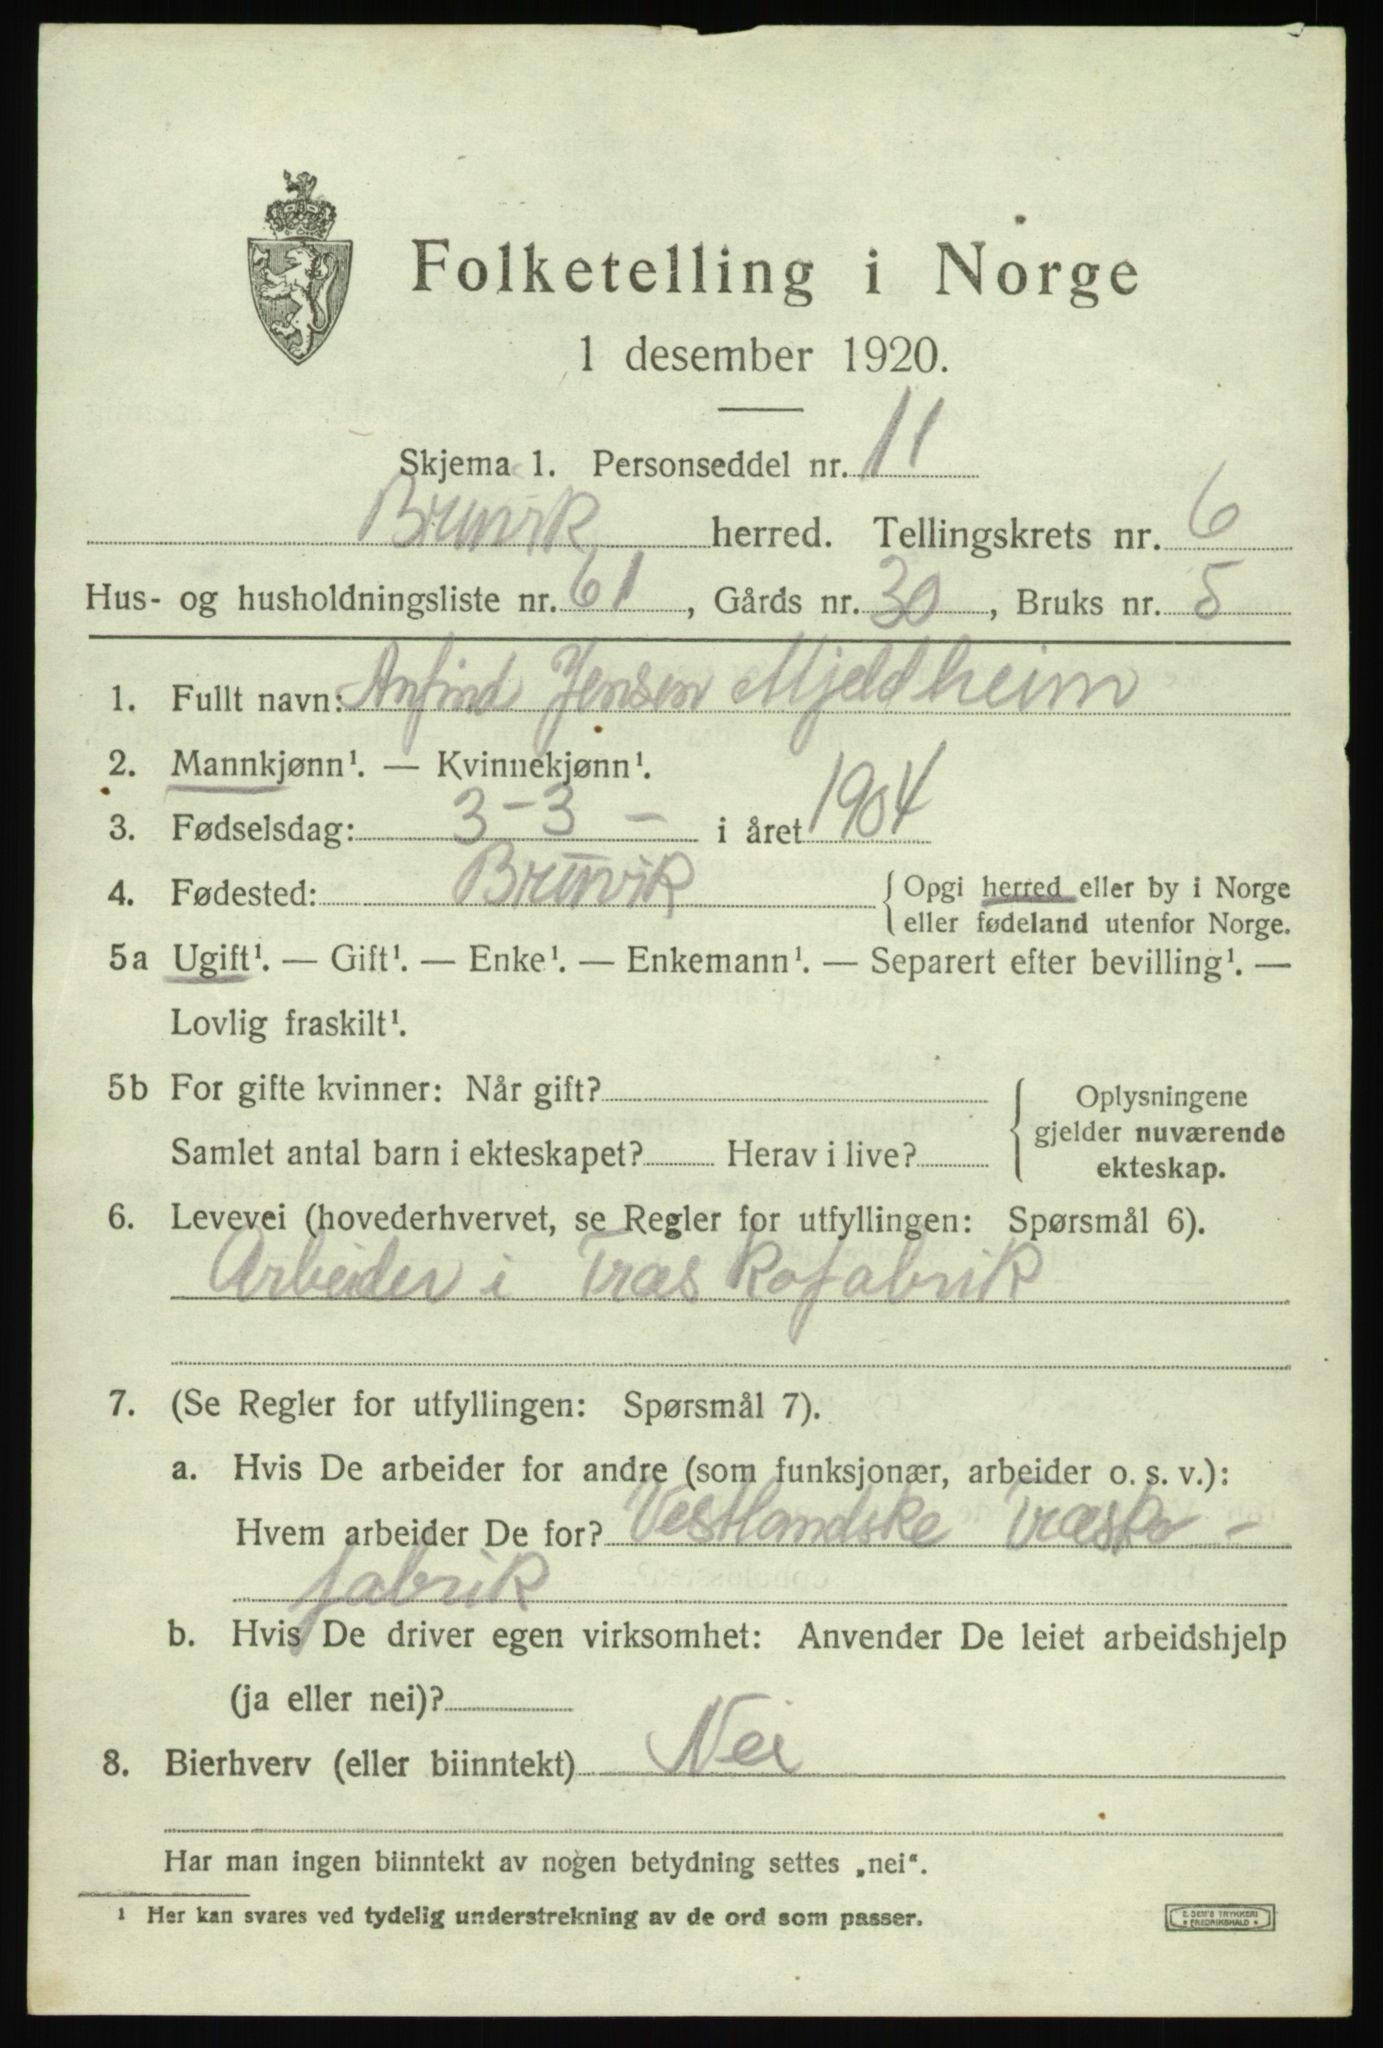 Folketelling i Norge
1 desember 1920.
Skjema 1. Personseddel nr. 11
Bruvik herred. Tellingskrets nr. 6
Hus- og husholdningsliste nr. 61, Gårds nr. 30, Bruks nr. 5
1. Fullt navn: Anfind Jensen Mjeldheim
2. Mannkjønn¹. — Kvinnekjønn¹.
3. Fødselsdag: 3 - 3 - i året 1904
4. Fødested: Bruvik { Opgi herred eller by i Norge
eller fødeland utenfor Norge.
5a Ugift¹. — Gift¹. — Enke¹. — Enkemann¹. — Separert efter bevilling¹. —
Lovlig fraskilt¹.
5b For gifte kvinner: Når gift?
Samlet antal barn i ekteskapet? Herav i live?
{ Oplysningene
gjelder nuværende
ekteskap.
6. Levevei (hovederhvervet, se Regler for utfyllingen: Spørsmål 6).
Arbeider i Træskofabrik
7. (Se Regler for utfyllingen: Spørsmål 7).
a. Hvis De arbeider for andre (som funksjonær, arbeider o. s. v.):
Hvem arbeider De for? Vestlandske Træsko-
fabrik
b. Hvis De driver egen virksomhet: Anvender De leiet arbeidshjelp
(ja eller nei)?
8. Bierhverv (eller biinntekt) Nei
Har man ingen biinntekt av nogen betydning settes „nei“.
¹ Her kan svares ved tydelig understrekning av de ord som passer.
E. SEM'S TRYKKERI
* FREDRIKSHALD *